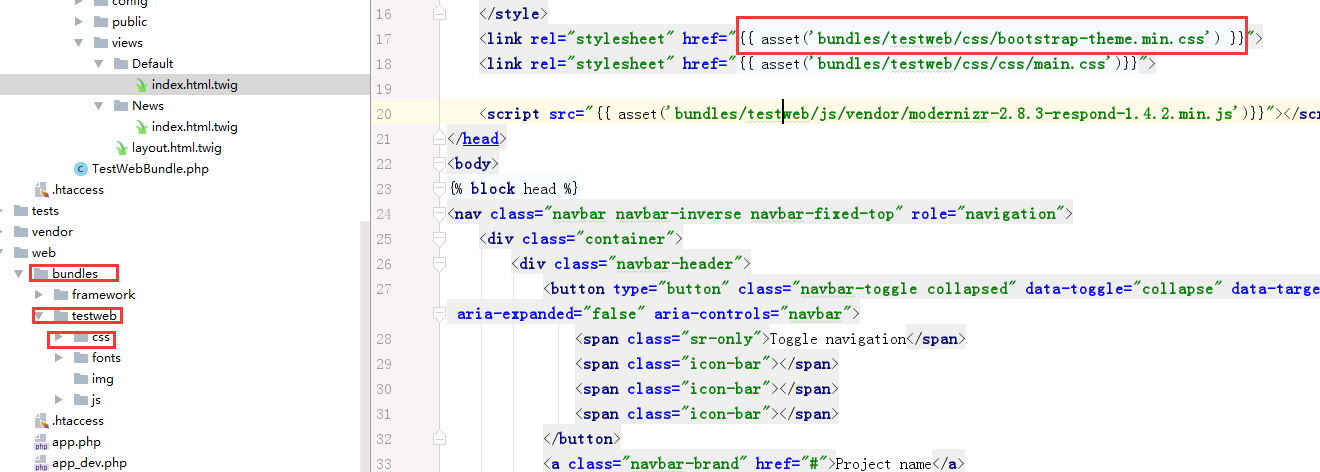 config
public
views
Default
index.html.twig
News
index.html.twig
layout.html.twig
TestWebBundle.php
.htaccess
tests
vendor
web
bundles
framework
testweb
css
fonts
img
js
.htaccess
app.php
app_dev.php
16 </style>
17 <link rel="stylesheet" href="{{ asset('bundles/testweb/css/bootstrap-theme.min.css') }}">
18 <link rel="stylesheet" href="{{ asset('bundles/testweb/css/css/main.css')}}">
19
20 <script src="{{ asset('bundles/testweb/js/vendor/modernizr-2.8.3-respond-1.4.2.min.js')}}"></scr
21 </head>
22 <body>
23 {% block head %}
24 <nav class="navbar navbar-inverse navbar-fixed-top" role="navigation">
25 <div class="container">
26 <div class="navbar-header">
27 <button type="button" class="navbar-toggle collapsed" data-toggle="collapse" data-targe
aria-expanded="false" aria-controls="navbar">
28 <span class="sr-only">Toggle navigation</span>
29 <span class="icon-bar"></span>
30 <span class="icon-bar"></span>
31 <span class="icon-bar"></span>
32 </button>
33 <a class="navbar-brand" href="#">Project name</a>